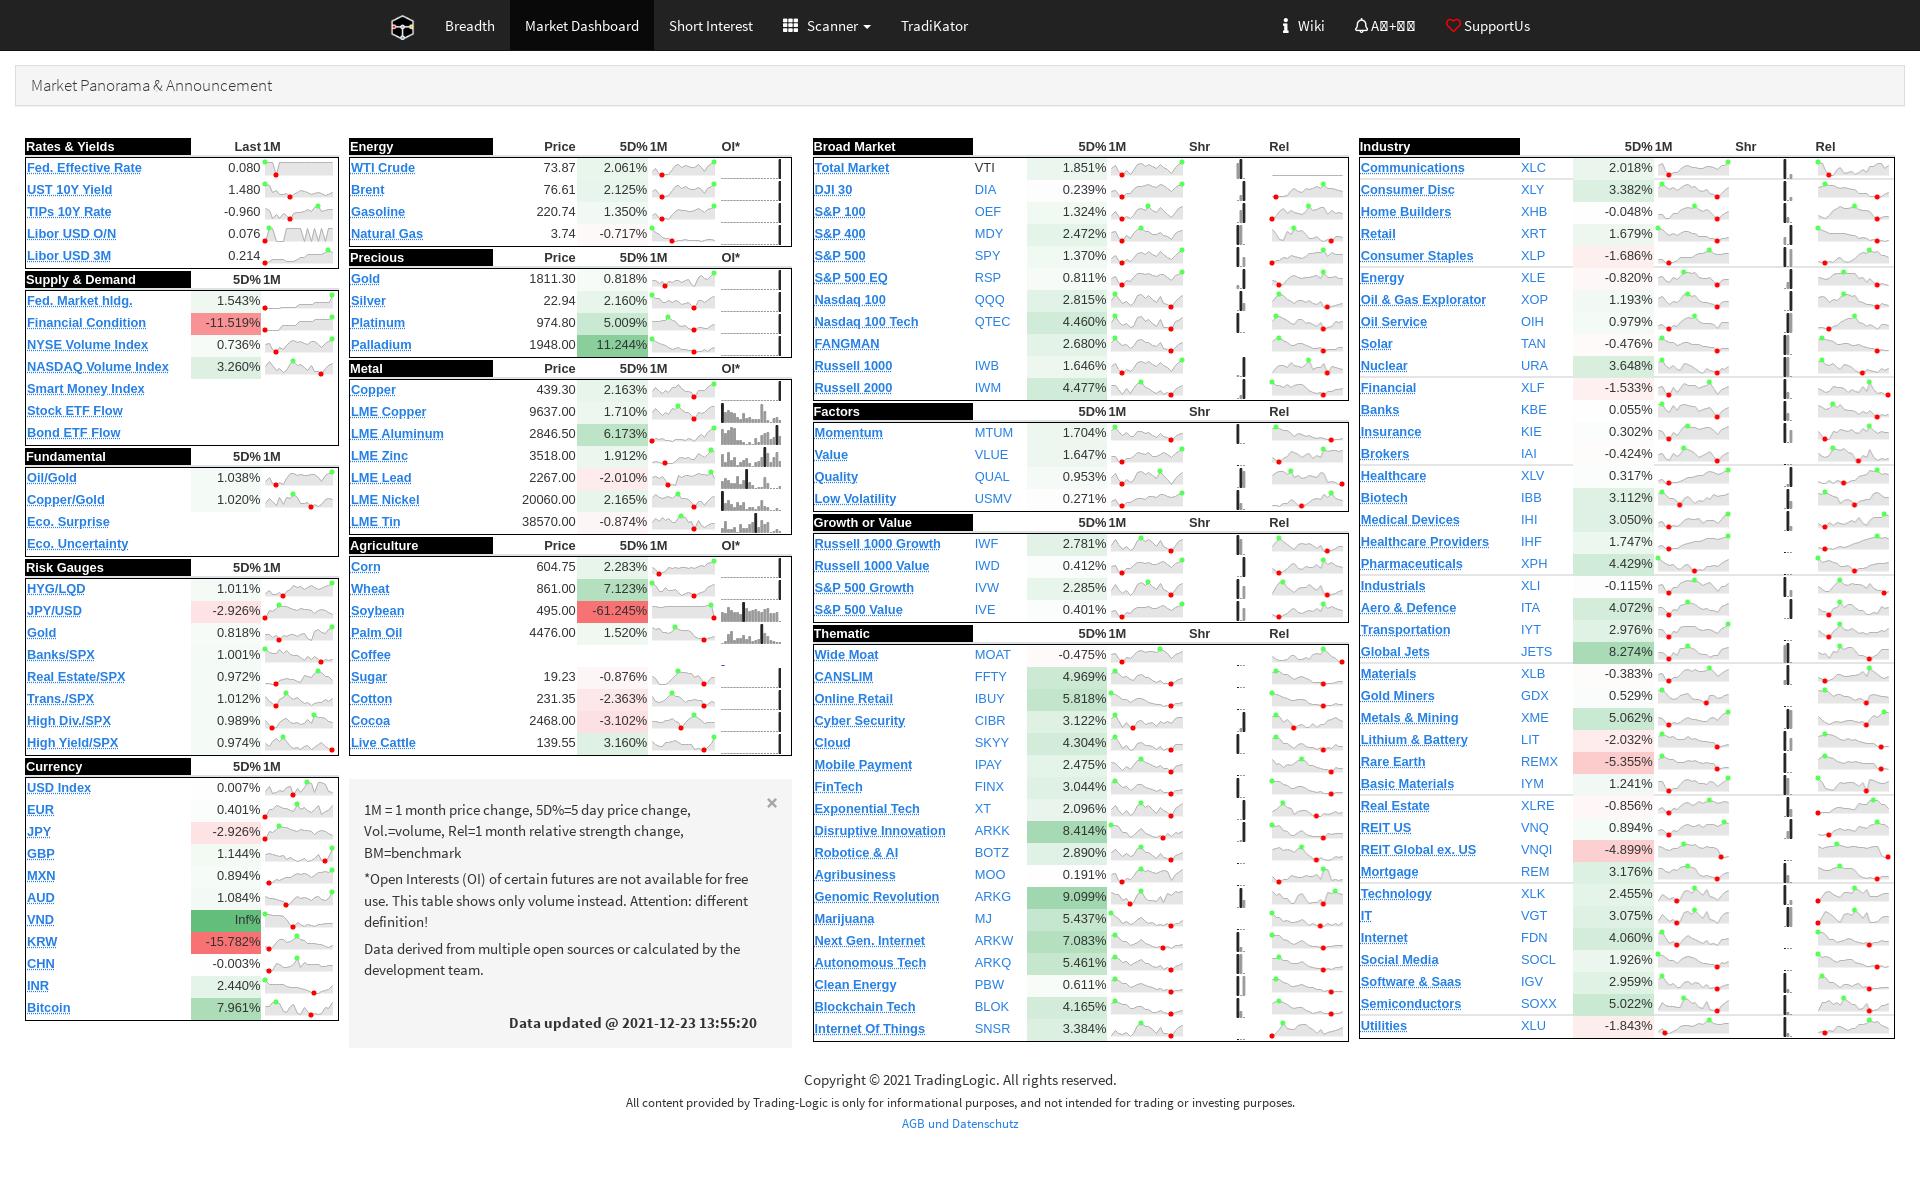 Breadth Market Dashboard Short Interest Scanner TradiKator Wiki SupportUs
Market Panorama & Announcement
Rates & Yields Last 1M
Fed. Effective Rate 0.080
UST 10Y Yield 1.480
TIPs 10Y Rate -0.960
Libor USD O/N 0.076
Libor USD 3M 0.214
Supply & Demand 5D% 1M
Fed. Market hldg. 1.543%
Financial Condition -11.519%
NYSE Volume Index 0.736%
NASDAQ Volume Index 3.260%
Smart Money Index
Stock ETF Flow
Bond ETF Flow
Fundamental 5D% 1M
Oil/Gold 1.038%
Copper/Gold 1.020%
Eco. Surprise
Eco. Uncertainty
Risk Gauges 5D% 1M
HYG/LQD 1.011%
JPY/USD -2.926%
Gold 0.818%
Banks/SPX 1.001%
Real Estate/SPX 0.972%
Trans./SPX 1.012%
High Div./SPX 0.989%
High Yield/SPX 0.974%
Currency 5D% 1M
USD Index 0.007%
EUR 0.401%
JPY -2.926%
GBP 1.144%
MXN 0.894%
AUD 1.084%
VND Inf%
KRW -15.782%
CHN -0.003%
INR 2.440%
Bitcoin 7.961%
Energy Price 5D% 1M OI*
WTI Crude 73.87 2.061%
Brent 76.61 2.125%
Gasoline 220.74 1.350%
Natural Gas 3.74 -0.717%
Precious Price 5D% 1M OI*
Gold 1811.30 0.818%
Silver 22.94 2.160%
Platinum 974.80 5.009%
Palladium 1948.00 11.244%
Metal Price 5D% 1M OI*
Copper 439.30 2.163%
LME Copper 9637.00 1.710%
LME Aluminum 2846.50 6.173%
LME Zinc 3518.00 1.912%
LME Lead 2267.00 -2.010%
LME Nickel 20060.00 2.165%
LME Tin 38570.00 -0.874%
Agriculture Price 5D% 1M OI*
Corn 604.75 2.283%
Wheat 861.00 7.123%
Soybean 495.00 -61.245%
Palm Oil 4476.00 1.520%
Coffee
Sugar 19.23 -0.876%
Cotton 231.35 -2.363%
Cocoa 2468.00 -3.102%
Live Cattle 139.55 3.160%
×
1M = 1 month price change, 5D%=5 day price change,
Vol.=volume, Rel=1 month relative strength change,
BM=benchmark
*Open Interests (OI) of certain futures are not available for free
use. This table shows only volume instead. Attention: different
definition!
Data derived from multiple open sources or calculated by the
development team.
Data updated @ 2021-12-23 13:55:20
Broad Market 5D% 1M Shr Rel
Total Market VTI 1.851%
DJI 30 DIA 0.239%
S&P 100 OEF 1.324%
S&P 400 MDY 2.472%
S&P 500 SPY 1.370%
S&P 500 EQ RSP 0.811%
Nasdaq 100 QQQ 2.815%
Nasdaq 100 Tech QTEC 4.460%
FANGMAN 2.680%
Russell 1000 IWB 1.646%
Russell 2000 IWM 4.477%
Factors 5D% 1M Shr Rel
Momentum MTUM 1.704%
Value VLUE 1.647%
Quality QUAL 0.953%
Low Volatility USMV 0.271%
Growth or Value 5D% 1M Shr Rel
Russell 1000 Growth IWF 2.781%
Russell 1000 Value IWD 0.412%
S&P 500 Growth IVW 2.285%
S&P 500 Value IVE 0.401%
Thematic 5D% 1M Shr Rel
Wide Moat MOAT -0.475%
CANSLIM FFTY 4.969%
Online Retail IBUY 5.818%
Cyber Security CIBR 3.122%
Cloud SKYY 4.304%
Mobile Payment IPAY 2.475%
FinTech FINX 3.044%
Exponential Tech XT 2.096%
Disruptive Innovation ARKK 8.414%
Robotice & AI BOTZ 2.890%
Agribusiness MOO 0.191%
Genomic Revolution ARKG 9.099%
Marijuana MJ 5.437%
Next Gen. Internet ARKW 7.083%
Autonomous Tech ARKQ 5.461%
Clean Energy PBW 0.611%
Blockchain Tech BLOK 4.165%
Internet Of Things SNSR 3.384%
Industry 5D% 1M Shr Rel
Communications XLC 2.018%
Consumer Disc XLY 3.382%
Home Builders XHB -0.048%
Retail XRT 1.679%
Consumer Staples XLP -1.686%
Energy XLE -0.820%
Oil & Gas Explorator XOP 1.193%
Oil Service OIH 0.979%
Solar TAN -0.476%
Nuclear URA 3.648%
Financial XLF -1.533%
Banks KBE 0.055%
Insurance KIE 0.302%
Brokers IAI -0.424%
Healthcare XLV 0.317%
Biotech IBB 3.112%
Medical Devices IHI 3.050%
Healthcare Providers IHF 1.747%
Pharmaceuticals XPH 4.429%
Industrials XLI -0.115%
Aero & Defence ITA 4.072%
Transportation IYT 2.976%
Global Jets JETS 8.274%
Materials XLB -0.383%
Gold Miners GDX 0.529%
Metals & Mining XME 5.062%
Lithium & Battery LIT -2.032%
Rare Earth REMX -5.355%
Basic Materials IYM 1.241%
Real Estate XLRE -0.856%
REIT US VNQ 0.894%
REIT Global ex. US VNQI -4.899%
Mortgage REM 3.176%
Technology XLK 2.455%
IT VGT 3.075%
Internet FDN 4.060%
Social Media SOCL 1.926%
Software & Saas IGV 2.959%
Semiconductors SOXX 5.022%
Utilities XLU -1.843%
Copyright © 2021 TradingLogic. All rights reserved.
All content provided by Trading-Logic is only for informational purposes, and not intended for trading or investing purposes.
AGB und Datenschutz